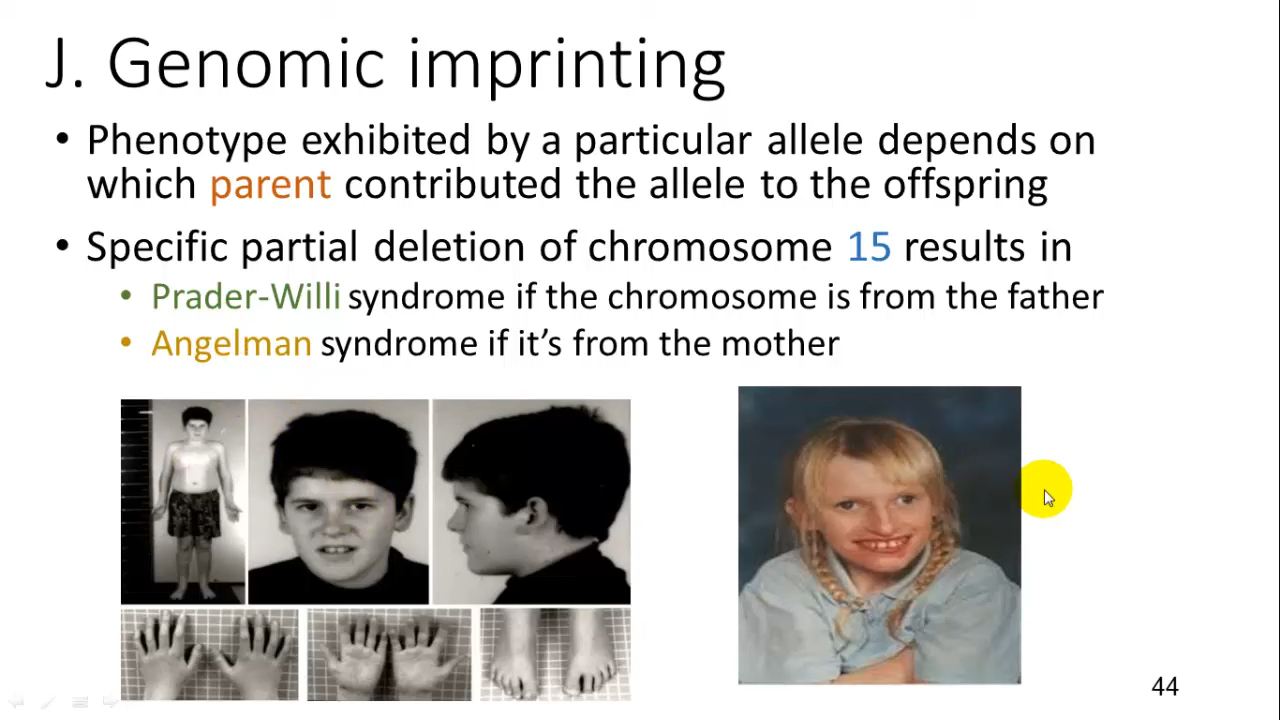 J. Genomic imprinting
• Phenotype exhibited by a particular allele depends on
which parent contributed the allele to the offspring
• Specific partial deletion of chromosome 15 results in
• Prader-Willi syndrome if the chromosome is from the father
• Angelman syndrome if it’s from the mother
44